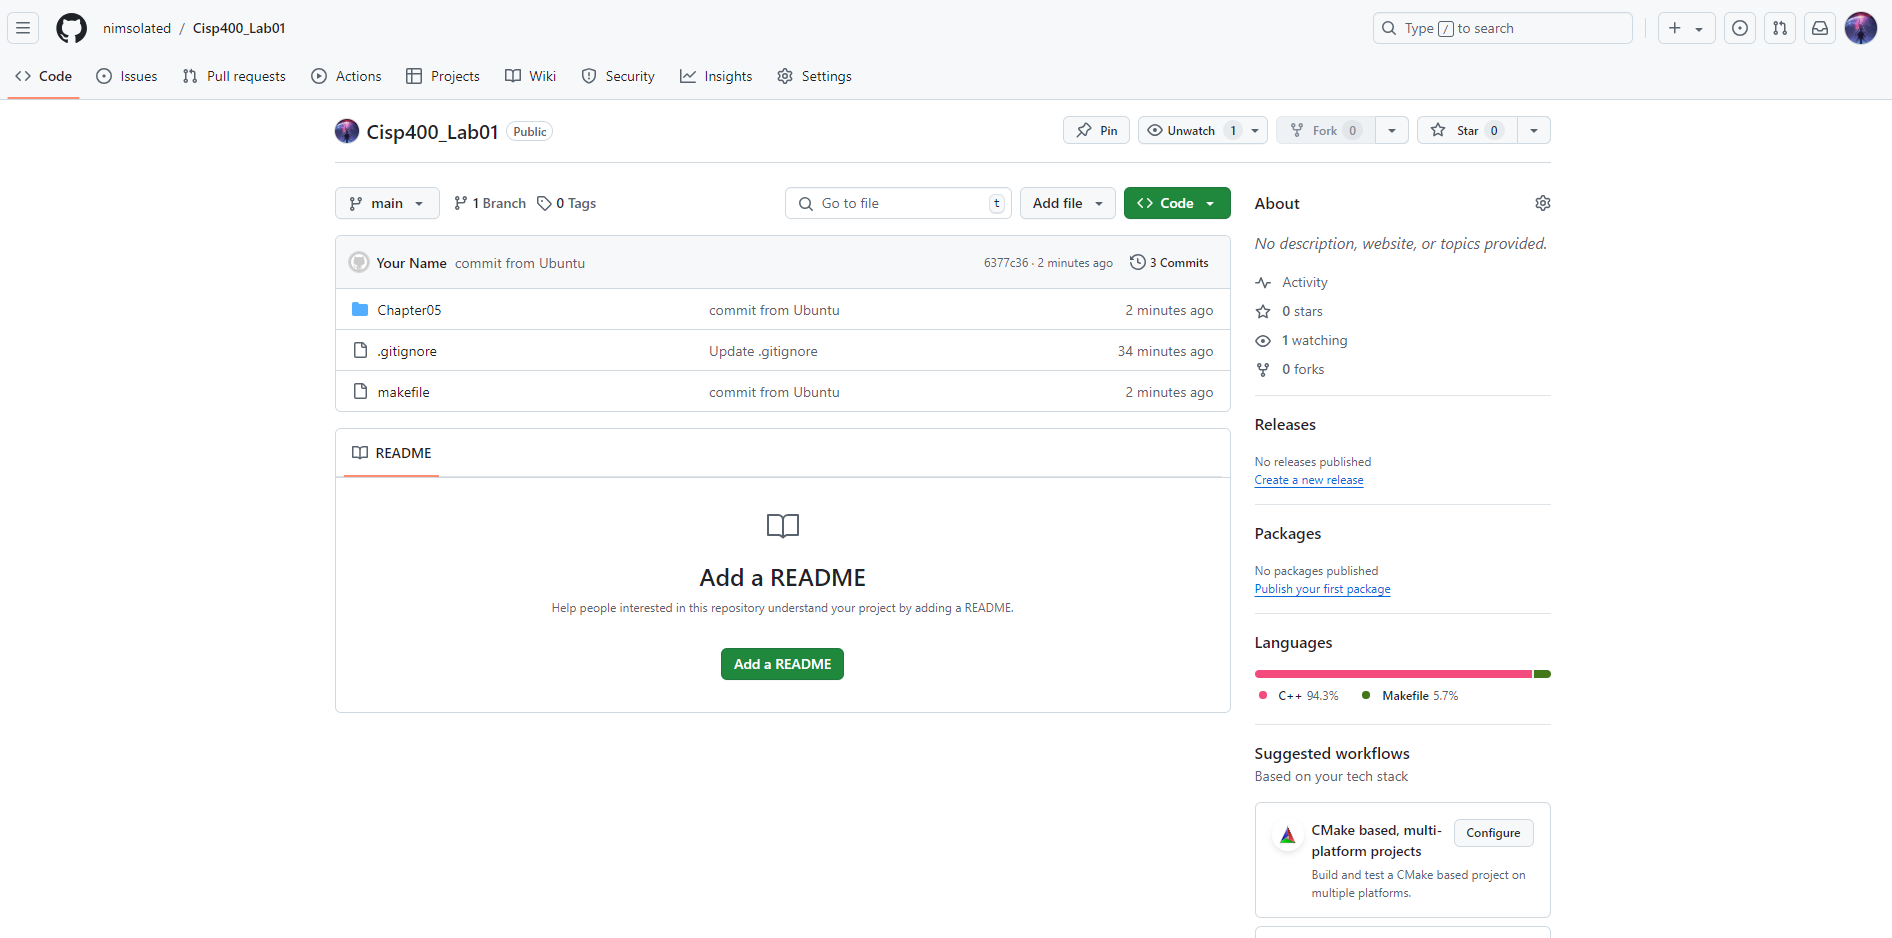 nimsolated / Cisp400_Lab01
Type / to search
Code Issues Pull requests Actions Projects Wiki Security Insights Settings
Cisp400_Lab01 Public
Pin Unwatch 1 Fork 0 Star 0
main 1 Branch 0 Tags
Go to file t Add file Code
Your Name commit from Ubuntu 6377c36 · 2 minutes ago 3 Commits
Chapter05 commit from Ubuntu 2 minutes ago
.gitignore Update .gitignore 34 minutes ago
makefile commit from Ubuntu 2 minutes ago
README
Add a README
Help people interested in this repository understand your project by adding a README.
Add a README
About
No description, website, or topics provided.
Activity
0 stars
1 watching
0 forks
Releases
No releases published
Create a new release
Packages
No packages published
Publish your first package
Languages
C++ 94.3% Makefile 5.7%
Suggested workflows
Based on your tech stack
CMake based, multi-
platform projects
Configure
Build and test a CMake based project on
multiple platforms.